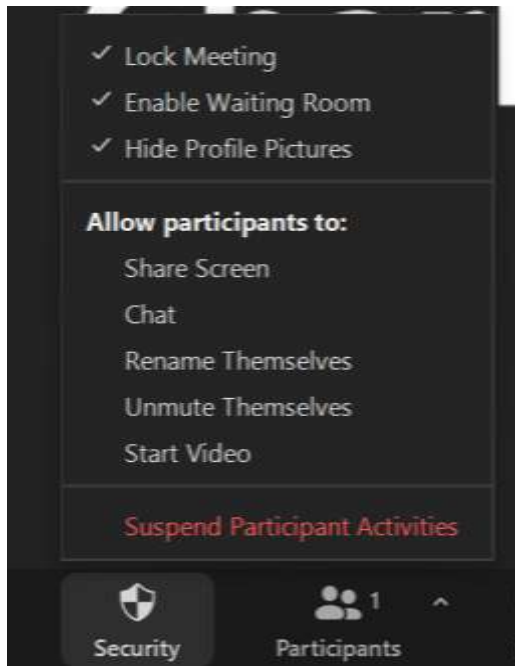 Lock Meeting
Enable Waiting Room
Hide Profile Pictures
Allow participants to:
Share Screen
Chat
Rename Themselves
Unmute Themselves
Start Video
Suspend Participant Activities
1
Security Participants